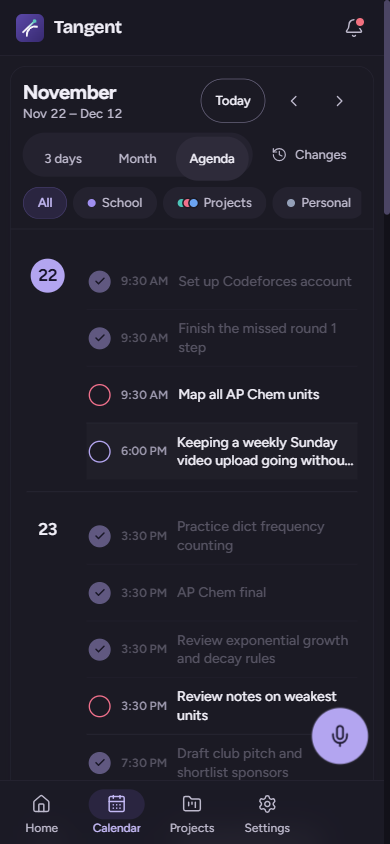 Tangent
November
Nov 22 – Dec 12
Today
3 days
Month
Agenda
Changes
All
School
Projects
Personal
22
9:30 AM
Set up Codeforces account
9:30 AM
Finish the missed round 1
step
9:30 AM
Map all AP Chem units
6:00 PM
Keeping a weekly Sunday
video upload going withou...
23
3:30 PM
Practice dict frequency
counting
3:30 PM
AP Chem final
3:30 PM
Review exponential growth
and decay rules
3:30 PM
Review notes on weakest
units
7:30 PM
Draft club pitch and
shortlist sponsors
Home
Calendar
Projects
Settings